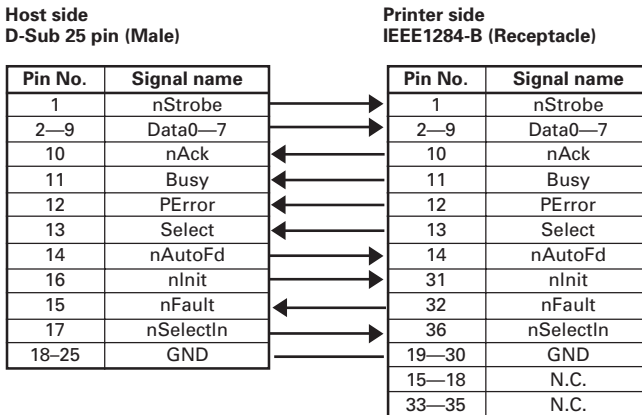 Host side
D-Sub 25 pin (Male)
Printer side
IEEE1284-B (Receptacle)
Pin No. Signal name Pin No. Signal name
1 nStrobe 1 nStrobe
2—9 Data0—7 2—9 Data0—7
10 nAck 10 nAck
11 Busy 11 Busy
12 PError 12 PError
13 Select 13 Select
14 nAutoFd 14 nAutoFd
16 nInit 31 nInit
15 nFault 32 nFault
17 nSelectIn 36 nSelectIn
18–25 GND 19—30 GND
15—18 N.C.
33—35 N.C.